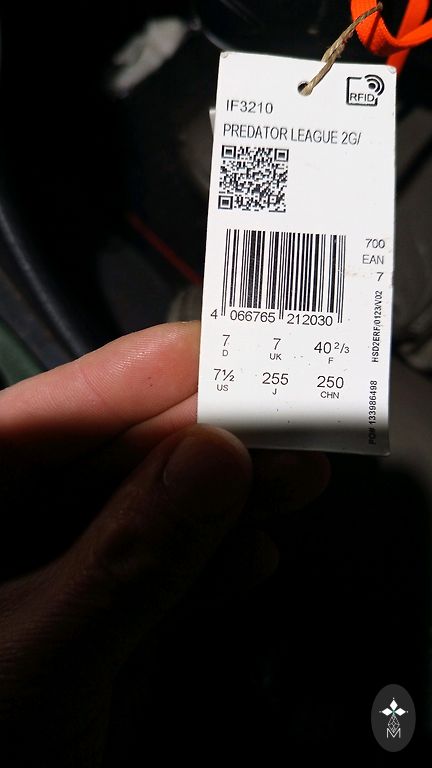 RFID
IF3210
PREDATOR LEAGUE 2G/
700
EAN
7
4 066765 212030
7 7 40 2/3
D UK F
7½ 255 250
US J CHN
HSD2ERF/0123/V02
PO# 133986498
M